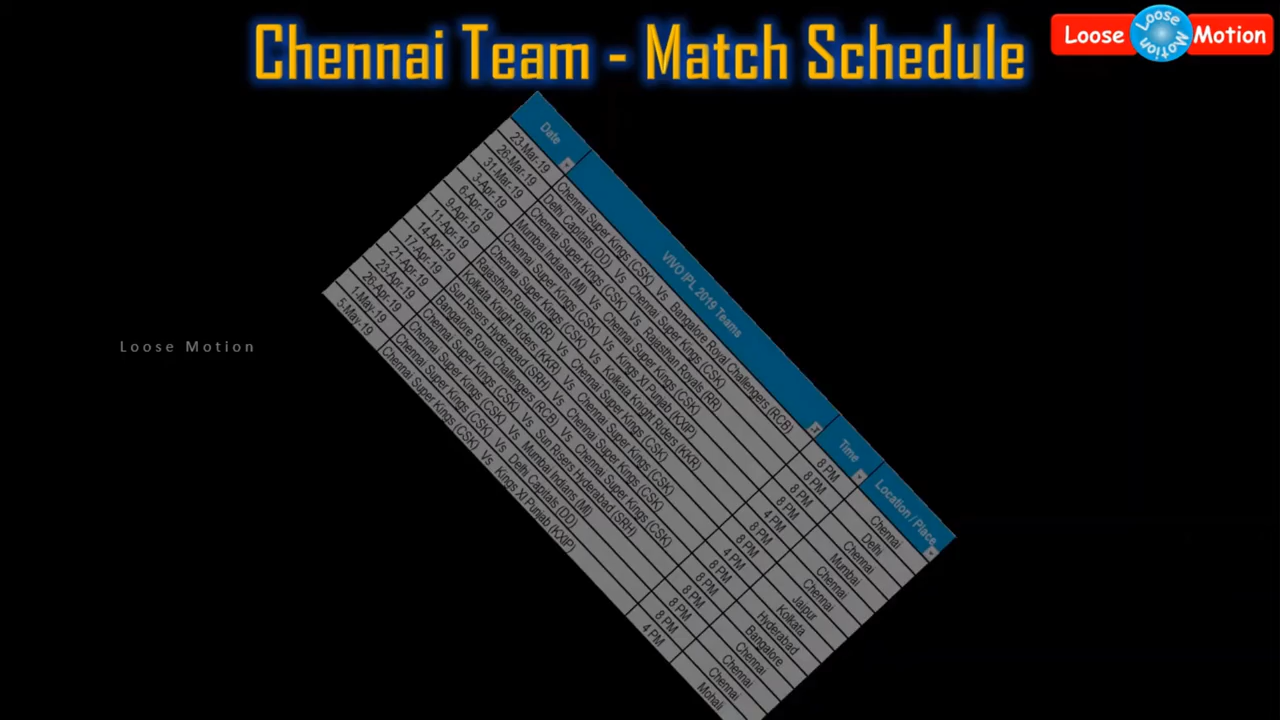 Chennai Team - Match Schedule
Loose Loose Motion Motion
Date VIVO IPL 2019 Teams Time Location / Place
23-Mar-19 Chennai Super Kings (CSK) Vs Bangalore Royal Challengers (RCB) 8 PM Chennai
26-Mar-19 Delhi Capitals (DD) Vs Chennai Super Kings (CSK) 8 PM Delhi
31-Mar-19 Chennai Super Kings (CSK) Vs Rajasthan Royals (RR) 8 PM Chennai
3-Apr-19 Mumbai Indians (MI) Vs Chennai Super Kings (CSK) 8 PM Mumbai
6-Apr-19 Chennai Super Kings (CSK) Vs Kings XI Punjab (KXIP) 4 PM Chennai
9-Apr-19 Chennai Super Kings (CSK) Vs Kolkata Knight Riders (KKR) 8 PM Chennai
11-Apr-19 Rajasthan Royals (RR) Vs Chennai Super Kings (CSK) 8 PM Jaipur
14-Apr-19 Kolkata Knight Riders (KKR) Vs Chennai Super Kings (CSK) 4 PM Kolkata
17-Apr-19 Sun Risers Hyderabad (SRH) Vs Chennai Super Kings (CSK) 8 PM Hyderabad
21-Apr-19 Bangalore Royal Challengers (RCB) Vs Chennai Super Kings (CSK) 8 PM Bangalore
23-Apr-19 Chennai Super Kings (CSK) Vs Sun Risers Hyderabad (SRH) 8 PM Chennai
26-Apr-19 Chennai Super Kings (CSK) Vs Mumbai Indians (MI) 8 PM Chennai
1-May-19 Chennai Super Kings (CSK) Vs Delhi Capitals (DD) 8 PM Chennai
5-May-19 Chennai Super Kings (CSK) Vs Kings XI Punjab (KXIP) 4 PM Mohali
Loose Motion